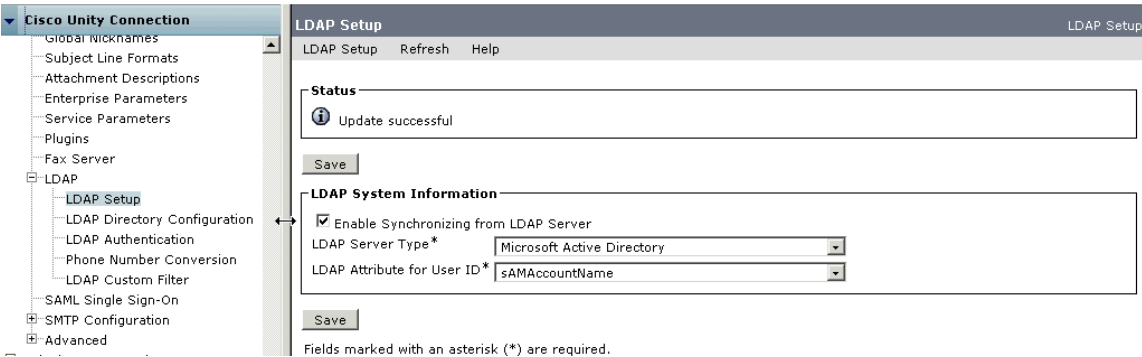 Cisco Unity Connection
Global Nicknames
Subject Line Formats
Attachment Descriptions
Enterprise Parameters
Service Parameters
Plugins
Fax Server
LDAP
LDAP Setup
LDAP Directory Configuration
LDAP Authentication
Phone Number Conversion
LDAP Custom Filter
SAML Single Sign-On
SMTP Configuration
Advanced
LDAP Setup LDAP Setup
LDAP Setup Refresh Help
Status
Update successful
Save
LDAP System Information
Enable Synchronizing from LDAP Server
LDAP Server Type* Microsoft Active Directory
LDAP Attribute for User ID* sAMAccountName
Save
Fields marked with an asterisk (*) are required.